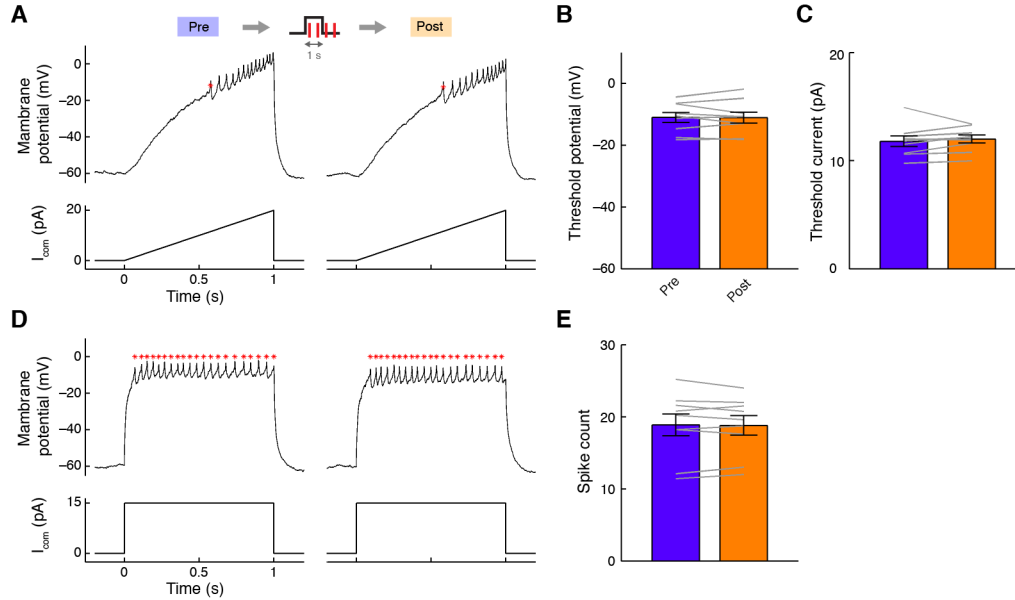 A
Pre
Post
1 s
0
−20
−40
−60
Mambrane
potential (mV)
20
0
I com (pA)
0
0.5
1
Time (s)
B
0
−20
−40
−60
Threshold potential (mV)
Pre
Post
C
20
10
0
Threshold current (pA)
D
0
−20
−40
−60
Mambrane
potential (mV)
15
0
I com (pA)
0
0.5
1
Time (s)
E
30
20
10
0
Spike count